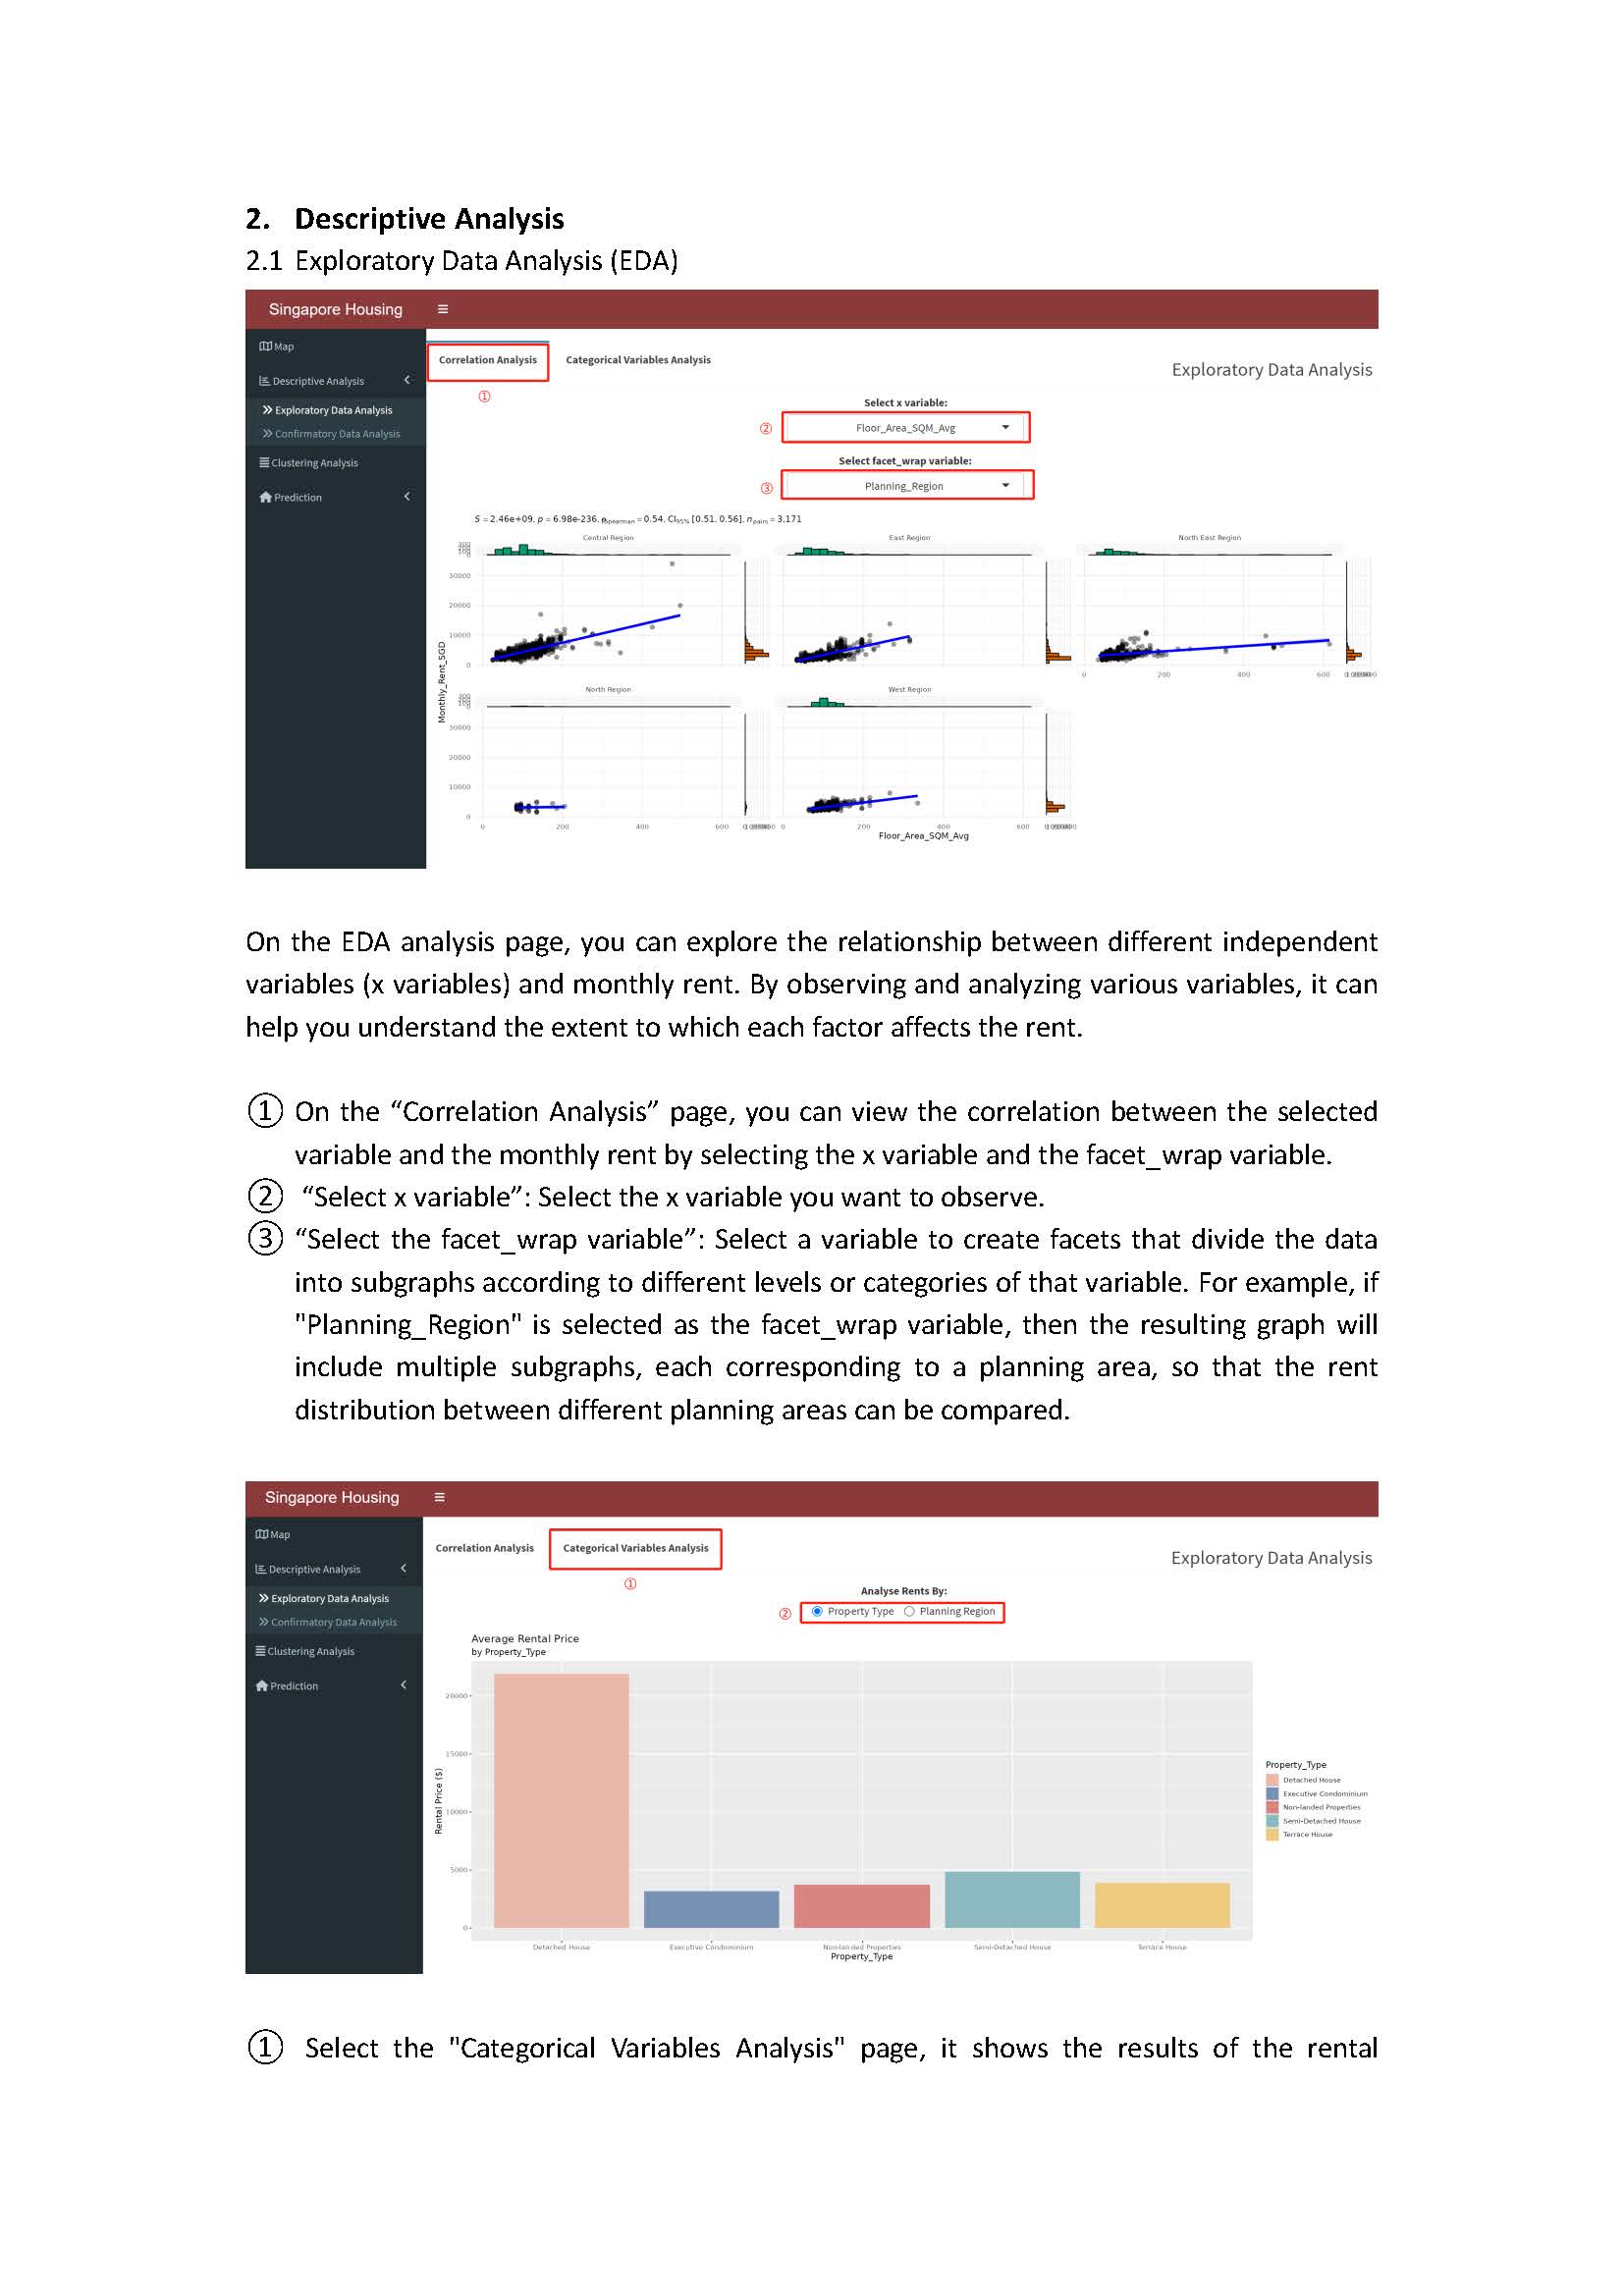 2. Descriptive Analysis
2.1 Exploratory Data Analysis (EDA)
Singapore Housing
Map
Descriptive Analysis
Exploratory Data Analysis
Confirmatory Data Analysis
Clustering Analysis
Prediction
Correlation Analysis
Categorical Variables Analysis
Exploratory Data Analysis
①
Select x variable:
② Floor_Area_SQM_Avg
Select facet_wrap variable:
③ Planning_Region
S = 2.46e+09, p = 6.98e-236, Spearman = 0.54, CI95% [0.51, 0.56], npairs = 3,171
Central Region
East Region
North East Region
30000
20000
10000
0
0 200 400 600
Monthly_Rent_SGD
North Region
West Region
30000
20000
10000
0
0 200 400 600
0 200 400 600
Floor_Area_SQM_Avg
On the EDA analysis page, you can explore the relationship between different independent
variables (x variables) and monthly rent. By observing and analyzing various variables, it can
help you understand the extent to which each factor affects the rent.
① On the “Correlation Analysis” page, you can view the correlation between the selected
variable and the monthly rent by selecting the x variable and the facet_wrap variable.
② “Select x variable”: Select the x variable you want to observe.
③ “Select the facet_wrap variable”: Select a variable to create facets that divide the data
into subgraphs according to different levels or categories of that variable. For example, if
"Planning_Region" is selected as the facet_wrap variable, then the resulting graph will
include multiple subgraphs, each corresponding to a planning area, so that the rent
distribution between different planning areas can be compared.
Singapore Housing
Map
Descriptive Analysis
Exploratory Data Analysis
Confirmatory Data Analysis
Clustering Analysis
Prediction
Correlation Analysis
Categorical Variables Analysis
Exploratory Data Analysis
①
Analyse Rents By:
② Property Type Planning Region
Average Rental Price
by Property_Type
20000
15000
10000
5000
0
Rental Price ($)
Detached House
Executive Condominium
Non-landed Properties
Semi-Detached House
Terrace House
Property_Type
Property_Type
Detached House
Executive Condominium
Non-landed Properties
Semi-Detached House
Terrace House
① Select the "Categorical Variables Analysis" page, it shows the results of the rental